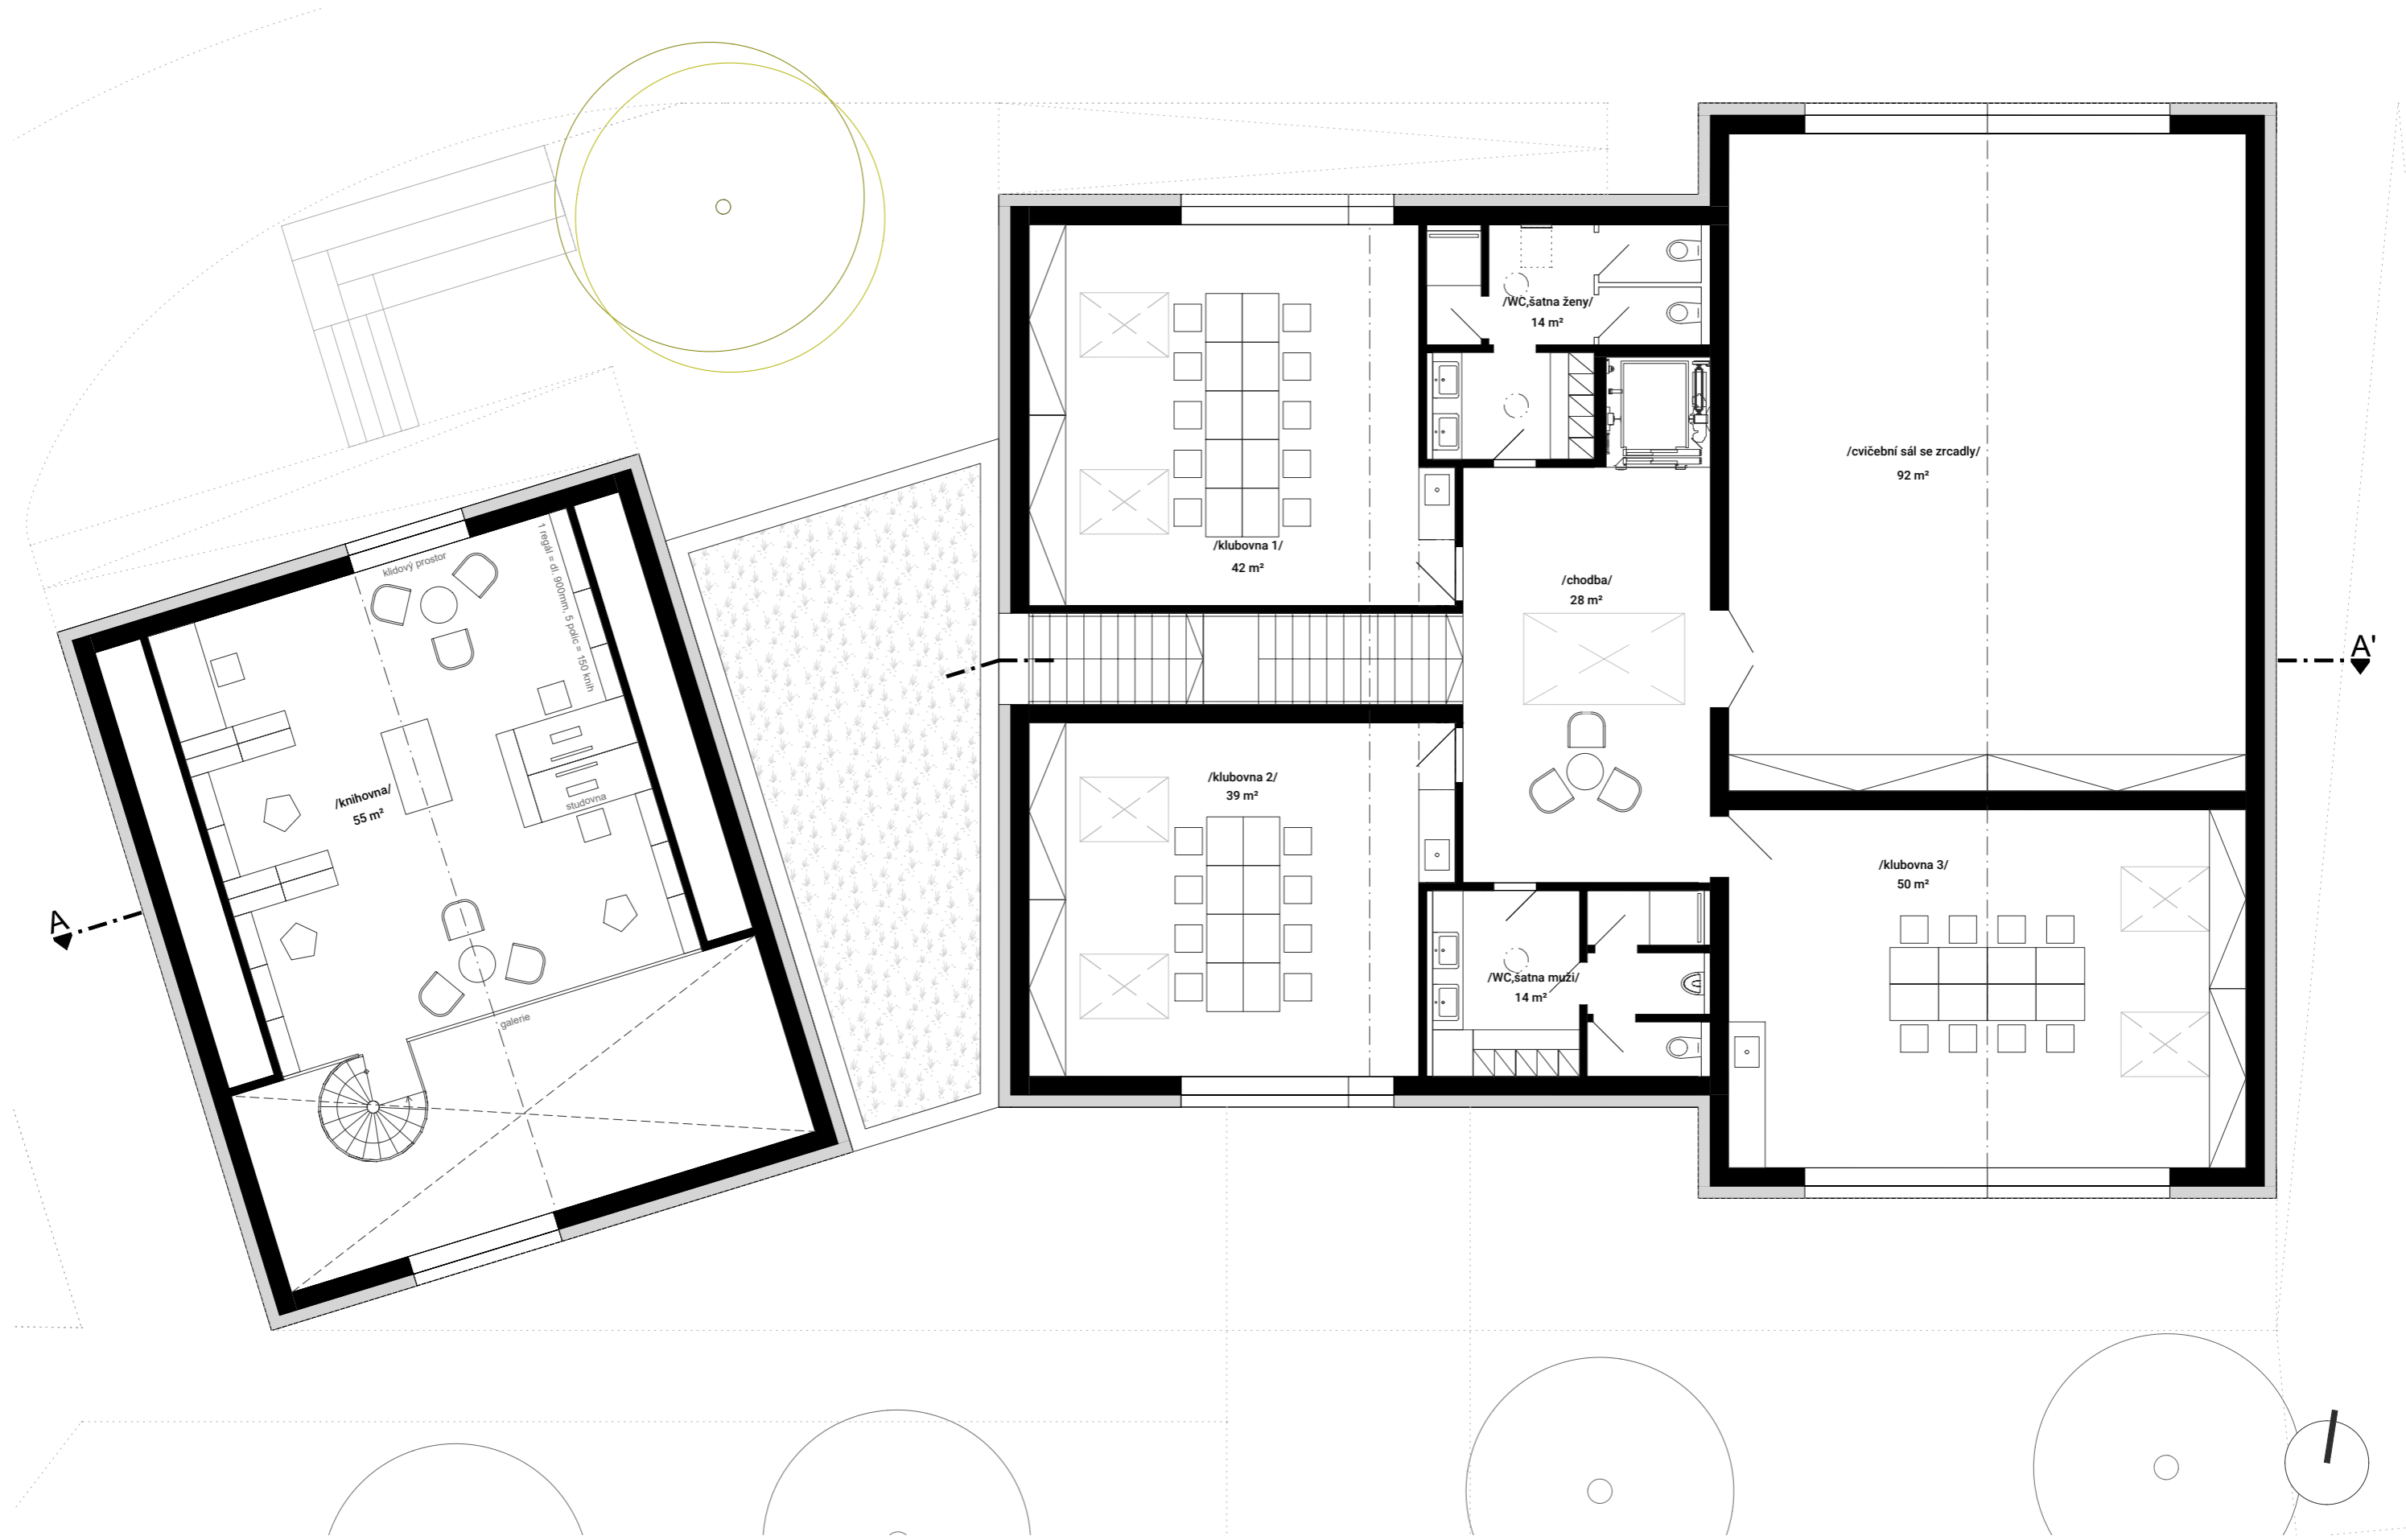 /WC,šatna ženy/
14 m²
/cvičební sál se zrcadly/
92 m²
klidový prostor
1 regál = dl. 900mm, 5 polic = 150 knih
/klubovna 1/
42 m²
/chodba/
28 m²
A'
/knihovna/
55 m²
studovna
/klubovna 2/
39 m²
/klubovna 3/
50 m²
A
/WC,šatna muži/
14 m²
galerie